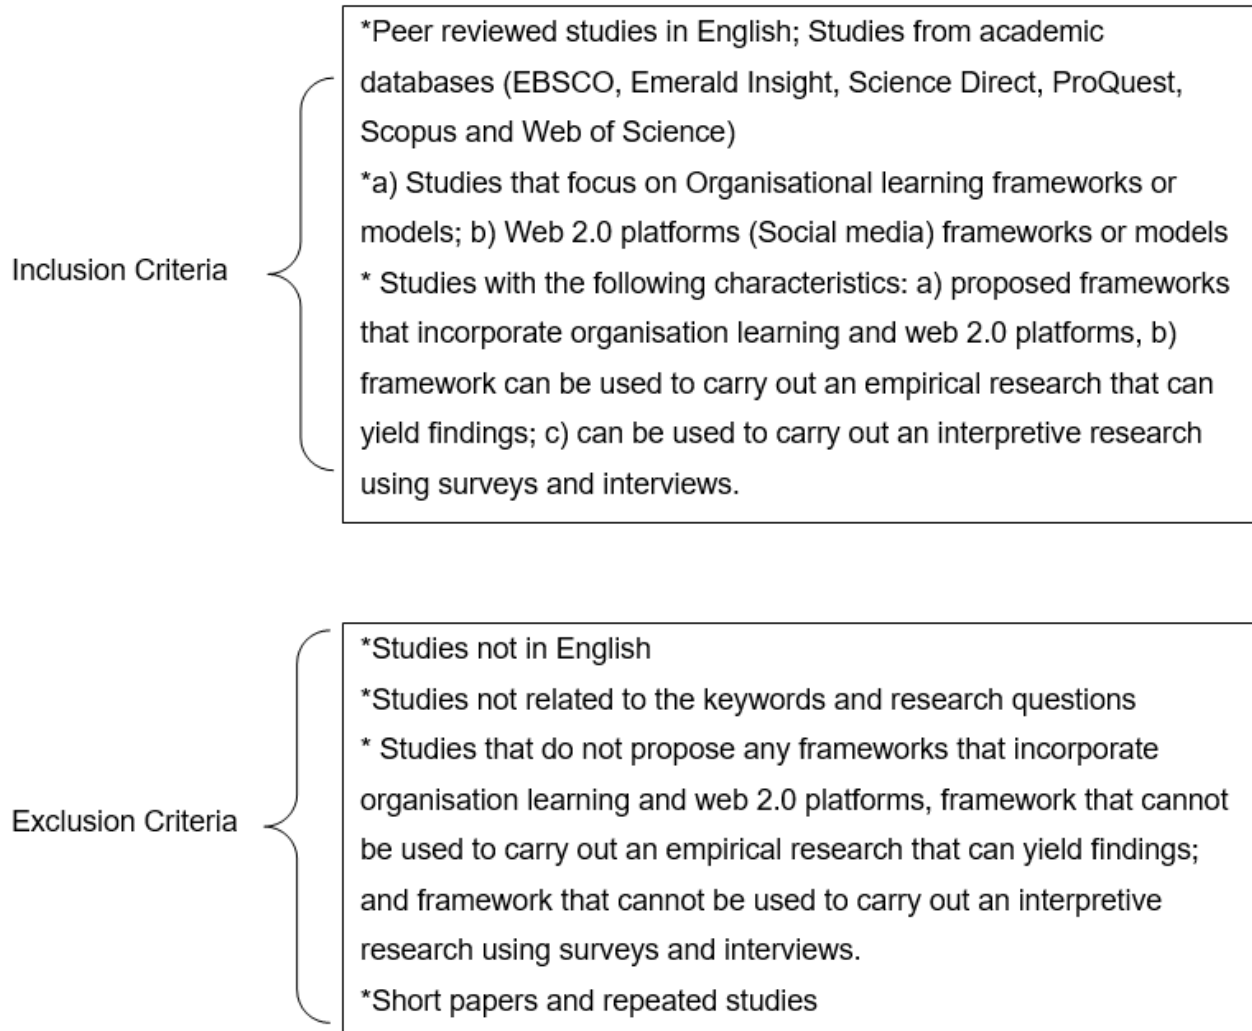 *Peer reviewed studies in English; Studies from academic
databases (EBSCO, Emerald Insight, Science Direct, ProQuest,
Scopus and Web of Science)
*a) Studies that focus on Organisational learning frameworks or
models; b) Web 2.0 platforms (Social media) frameworks or models
Inclusion Criteria
* Studies with the following characteristics: a) proposed frameworks
that incorporate organisation learning and web 2.0 platforms, b)
framework can be used to carry out an empirical research that can
yield findings; c) can be used to carry out an interpretive research
using surveys and interviews.
*Studies not in English
*Studies not related to the keywords and research questions
* Studies that do not propose any frameworks that incorporate
organisation learning and web 2.0 platforms, framework that cannot
Exclusion Criteria
be used to carry out an empirical research that can yield findings;
and framework that cannot be used to carry out an interpretive
research using surveys and interviews.
*Short papers and repeated studies